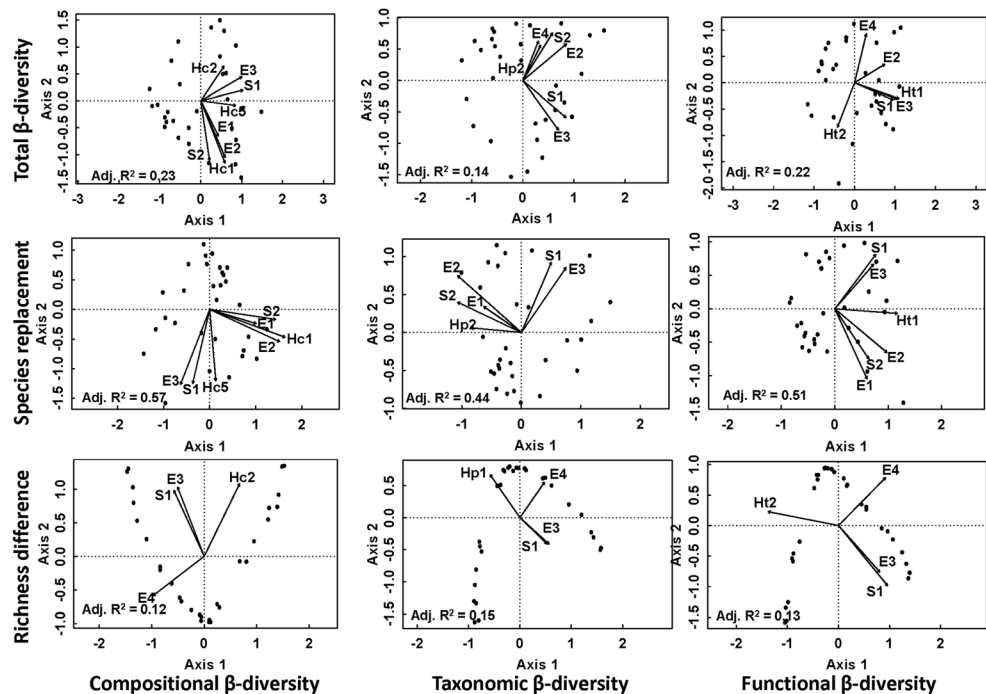 Total β-diversity
Axis 2
1.5
1.0
0.5
0.0
-0.5
-1.0
-1.5
Hc2
E3
S1
Hc5
E1
E2
S2
Hc1
Adj. R² = 0,23
-3 -2 -1 0 1 2 3
Axis 1
Axis 2
1.0
0.5
0.0
-0.5
-1.0
-1.5
E4
S2
Hp2
E2
S1
E3
Adj. R² = 0.14
-2 -1 0 1 2
Axis 1
Axis 2
1.0
0.5
0.0
-0.5
-1.0
-1.5
-2.0
E4
E2
Ht1
S1 E3
Ht2
Adj. R² = 0.22
-3 -2 -1 0 1 2 3
Axis 1
Species replacement
Axis 2
1.0
0.5
0.0
-0.5
-1.0
-1.5
S2
E1
Hc1
E2
E3
S1
Hc5
Adj. R² = 0.57
-2 -1 0 1 2
Axis 1
Axis 2
1.0
0.5
0.0
-0.5
-1.0
S1
E2
E3
S2
E1
Hp2
Adj. R² = 0.44
-2 -1 0 1 2
Axis 1
Axis 2
1.0
0.5
0.0
-0.5
-1.0
-1.5
S1
E3
Ht1
E2
S2
E1
Adj. R² = 0.51
-2 -1 0 1 2
Axis 1
Richness difference
Axis 2
1.0
0.5
0.0
-0.5
-1.0
E3
Hc2
S1
E4
Adj. R² = 0.12
-2 -1 0 1 2
Axis 1
Axis 2
1.0
0.5
0.0
-0.5
-1.0
-1.5
Hp1
E4
E3
S1
Adj. R² = 0.15
-2 -1 0 1 2
Axis 1
Axis 2
1.0
0.5
0.0
-0.5
-1.0
-1.5
E4
Ht2
E3
S1
Adj. R² = 0.13
-2 -1 0 1 2
Axis 1
Compositional β-diversity
Taxonomic β-diversity
Functional β-diversity